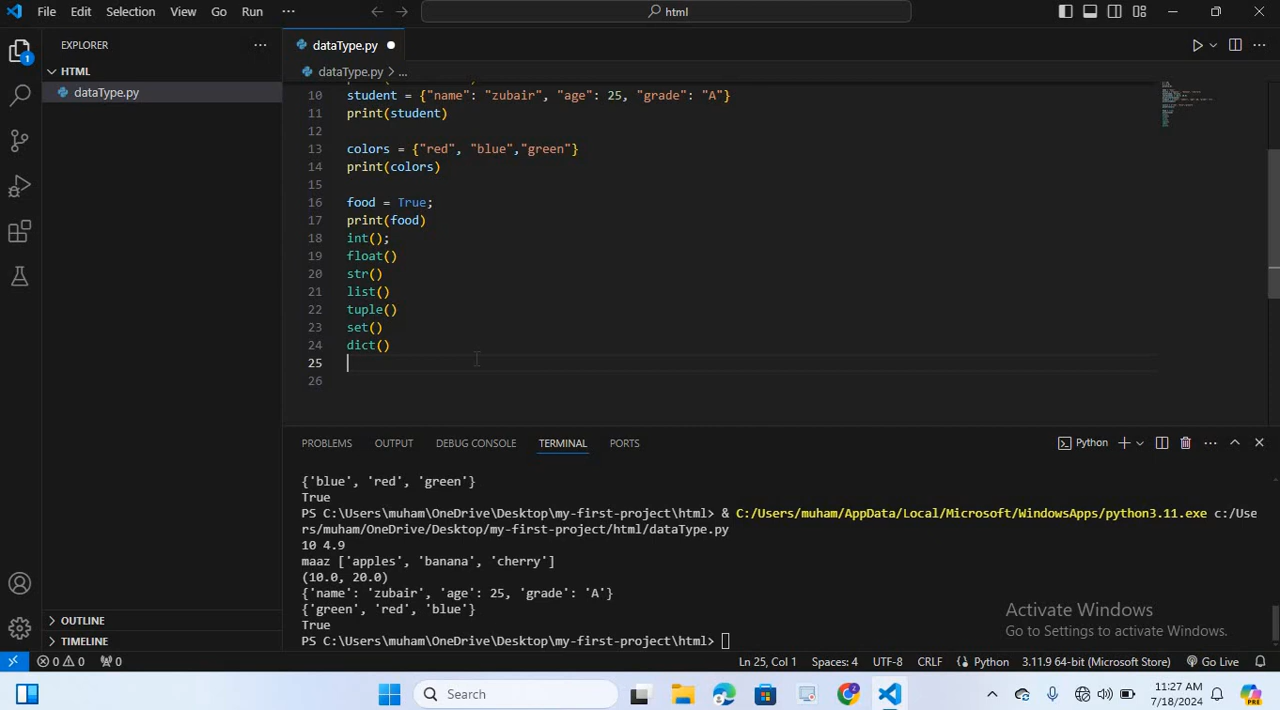 File Edit Selection View Go Run ··· html
EXPLORER ···
HTML
dataType.py
dataType.py
dataType.py > ...
10 student = {"name": "zubair", "age": 25, "grade": "A"}
11 print(student)
12
13 colors = {"red", "blue","green"}
14 print(colors)
15
16 food = True;
17 print(food)
18 int();
19 float()
20 str()
21 list()
22 tuple()
23 set()
24 dict()
25
26
PROBLEMS OUTPUT DEBUG CONSOLE TERMINAL PORTS Python
{'blue', 'red', 'green'}
True
PS C:\Users\muham\OneDrive\Desktop\my-first-project\html> & C:/Users/muham/AppData/Local/Microsoft/WindowsApps/python3.11.exe c:/Use
rs/muham/OneDrive/Desktop/my-first-project/html/dataType.py
10 4.9
maaz ['apples', 'banana', 'cherry']
(10.0, 20.0)
{'name': 'zubair', 'age': 25, 'grade': 'A'}
{'green', 'red', 'blue'}
True
PS C:\Users\muham\OneDrive\Desktop\my-first-project\html>
Activate Windows
Go to Settings to activate Windows.
OUTLINE
TIMELINE
0 0 0 Ln 25, Col 1 Spaces: 4 UTF-8 CRLF Python 3.11.9 64-bit (Microsoft Store) Go Live
Search
11:27 AM
7/18/2024
PRE